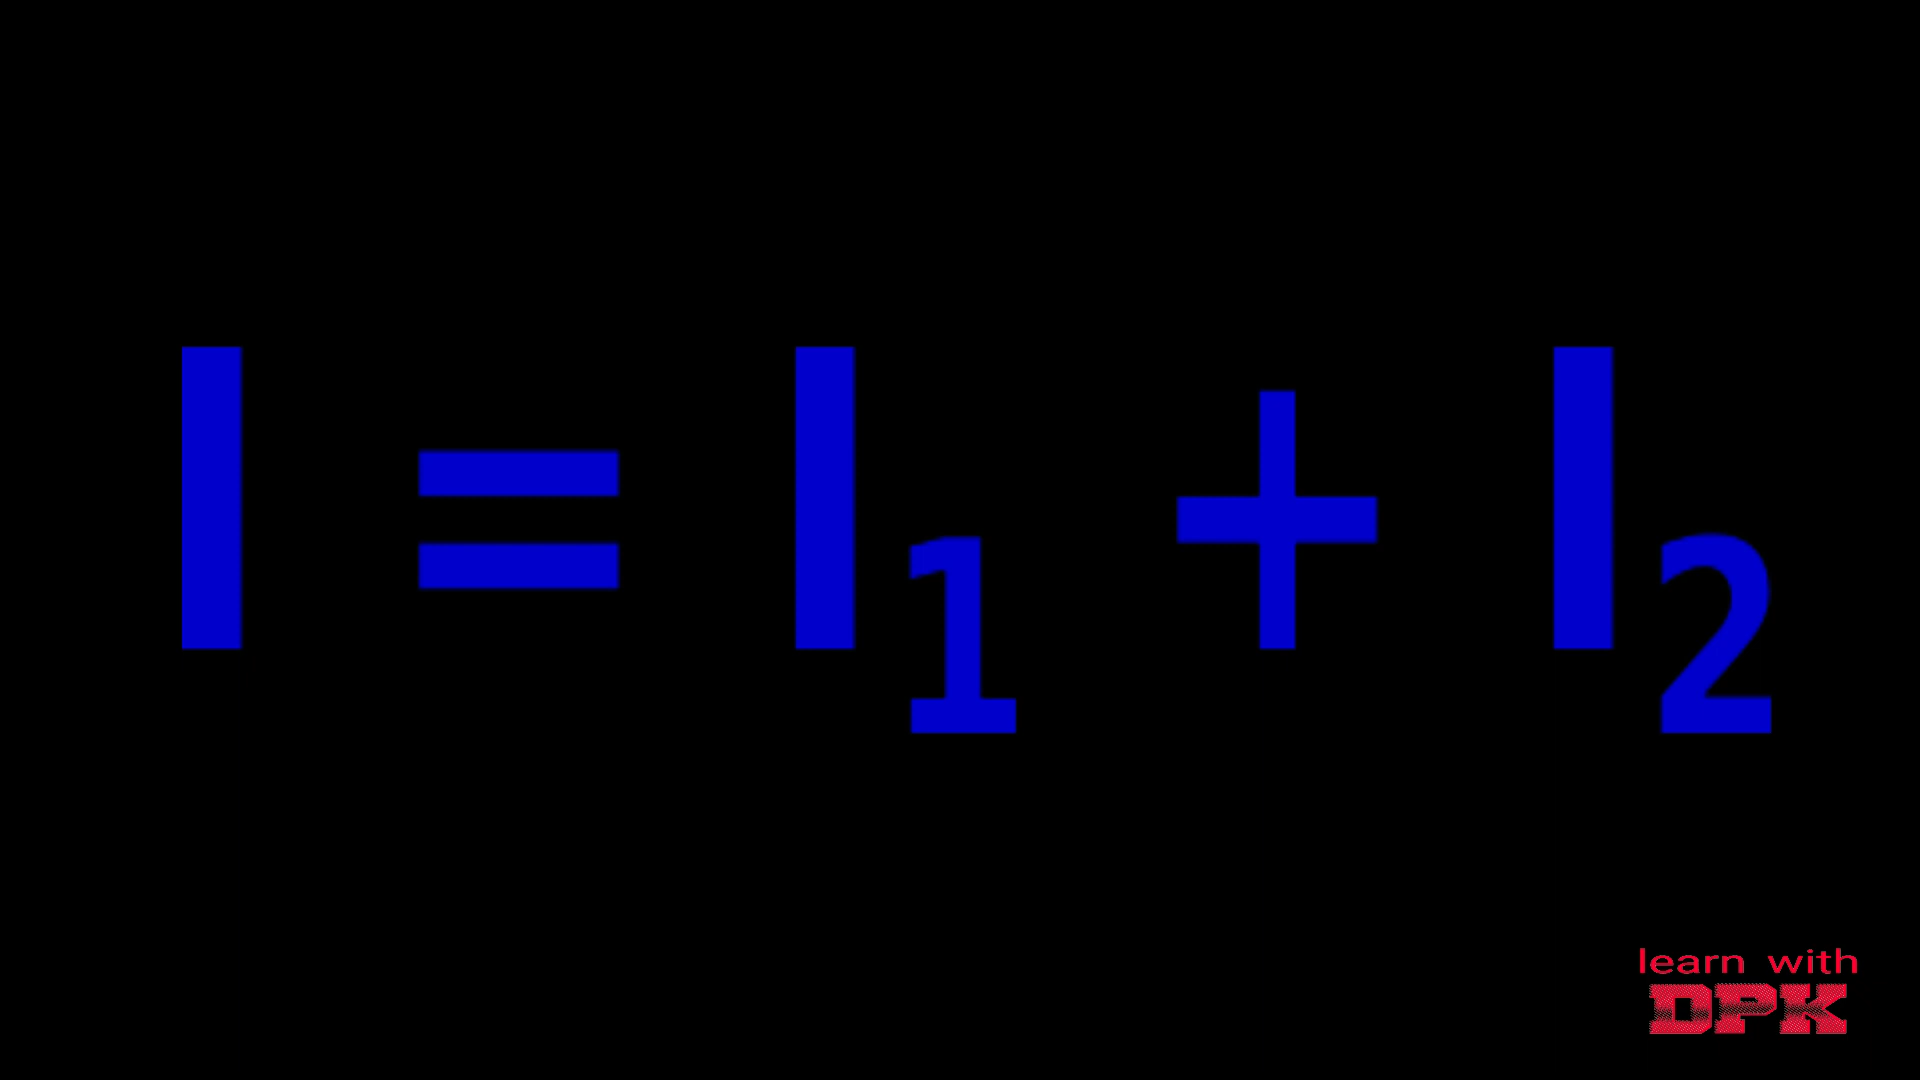 I = I₁ + I₂
learn with
DPK